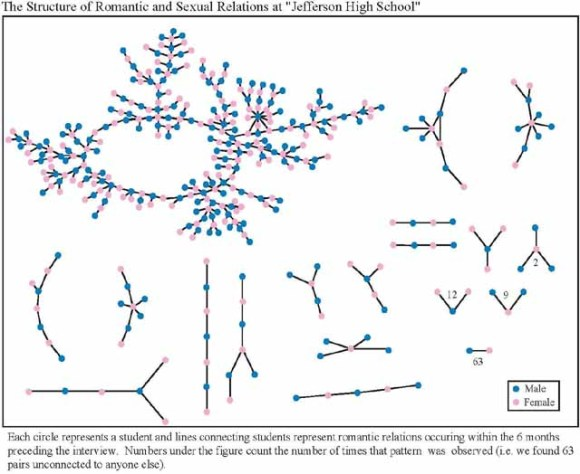 The Structure of Romantic and Sexual Relations at "Jefferson High School"
2
12
9
63
Male
Female
Each circle represents a student and lines connecting students represent romantic relations occuring within the 6 months
preceding the interview. Numbers under the figure count the number of times that pattern was observed (i.e. we found 63
pairs unconnected to anyone else).